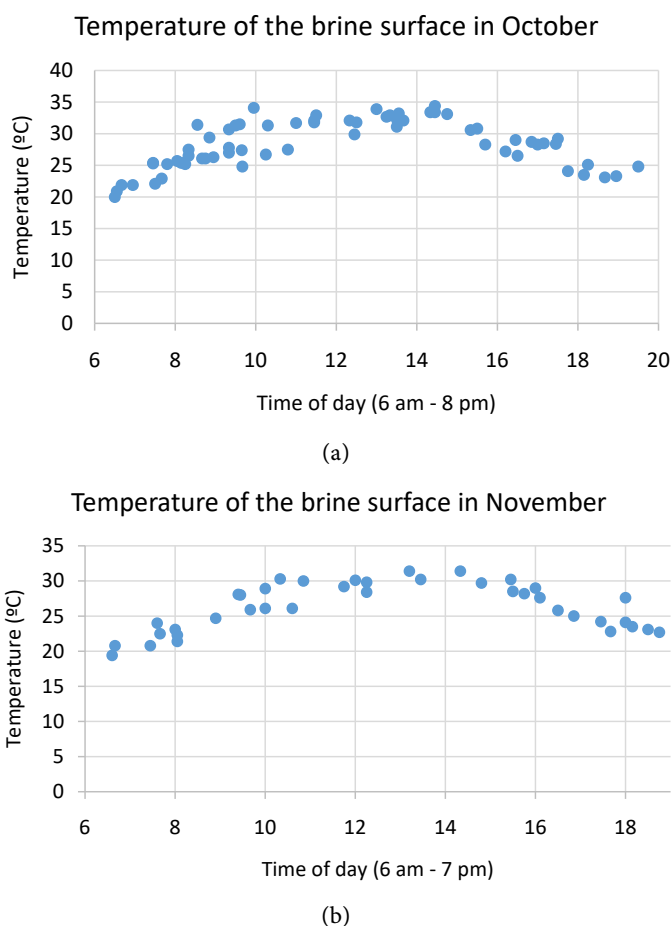 Temperature of the brine surface in October
40
35
30
25
20
15
10
5
0
Temperature (ºC)
6 8 10 12 14 16 18 20
Time of day (6 am - 8 pm)
(a)
Temperature of the brine surface in November
35
30
25
20
15
10
5
0
Temperature (ºC)
6 8 10 12 14 16 18
Time of day (6 am - 7 pm)
(b)